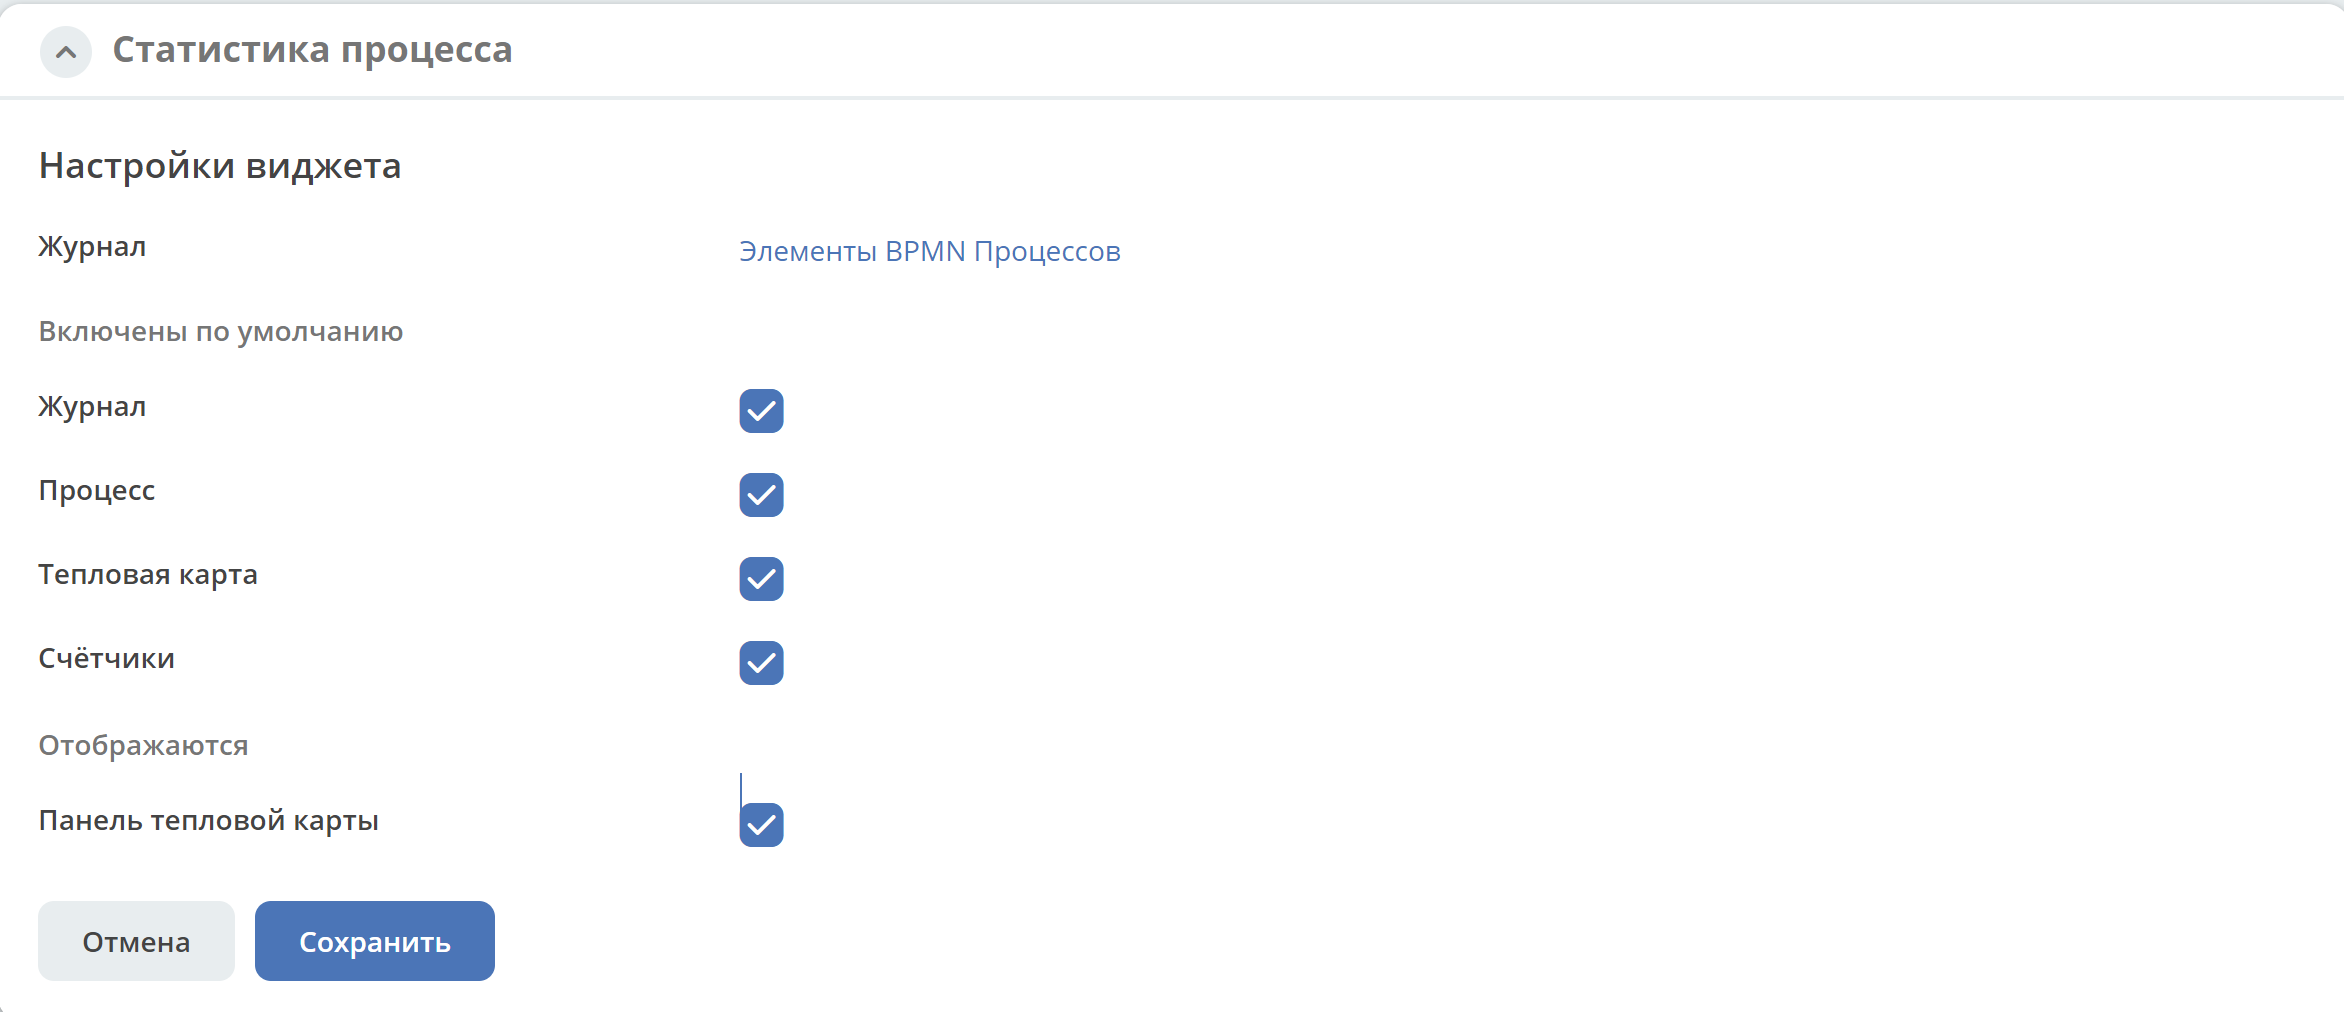 Статистика процесса
Настройки виджета
Журнал
Элементы BPMN Процессов
Включены по умолчанию
Журнал
Процесс
Тепловая карта
Счётчики
Отображаются
Панель тепловой карты
Отмена
Сохранить